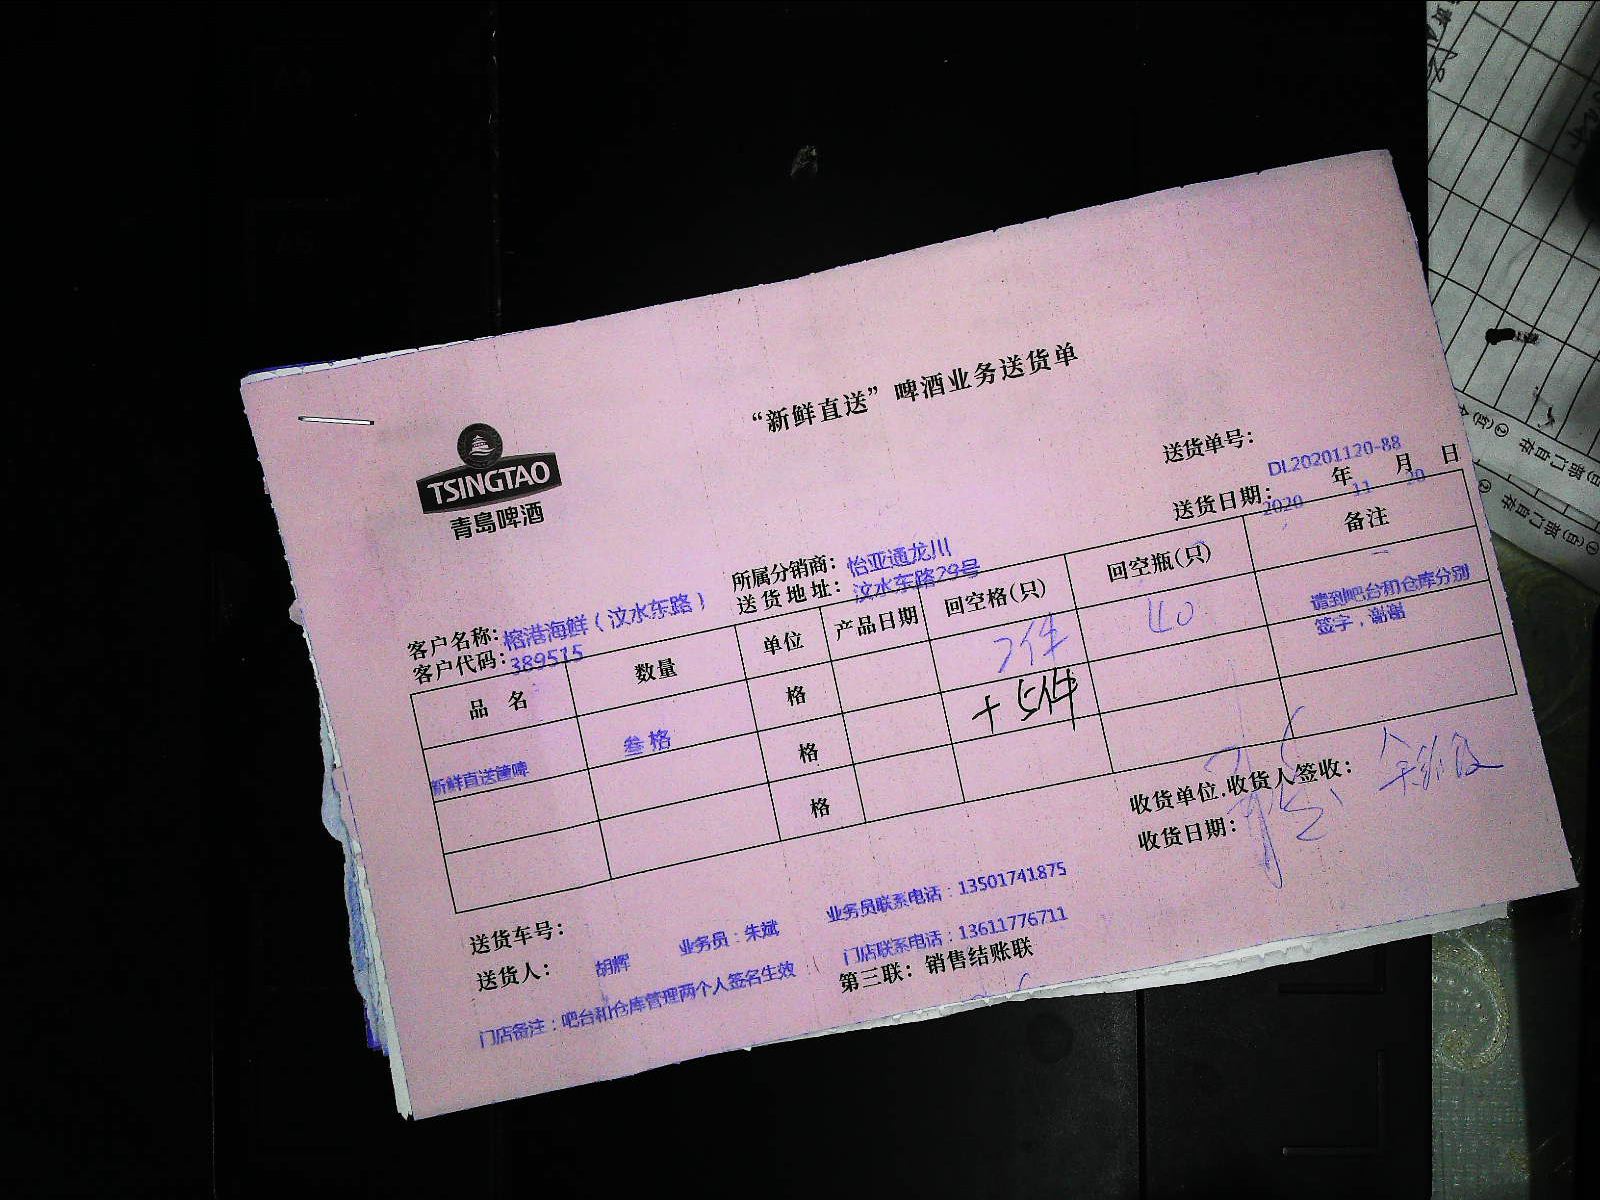 “新鲜直送”啤酒业务送货单
TSINGTAO
青岛啤酒
送货单号: DL20201120-88
送货日期: 2020 年 11 月 20 日
所属分销商: 怡亚通龙川
送货地址: 汶水东路29号
客户名称: 榕港海鲜（汶水东路）
客户代码: 389515
品名 数量 单位 产品日期 回空格(只) 回空瓶(只) 备注
新鲜直送 叁格 格 7件 40 请到吧台和仓库分别
签字，谢谢
格 +5件
格
收货单位.收货人签收:
收货日期:
送货车号:
送货人: 胡辉 业务员：朱斌 业务员联系电话：13501741875
门店联系电话：13611776711
门店备注：吧台和仓库管理两个人签名生效
第三联：销售结账联